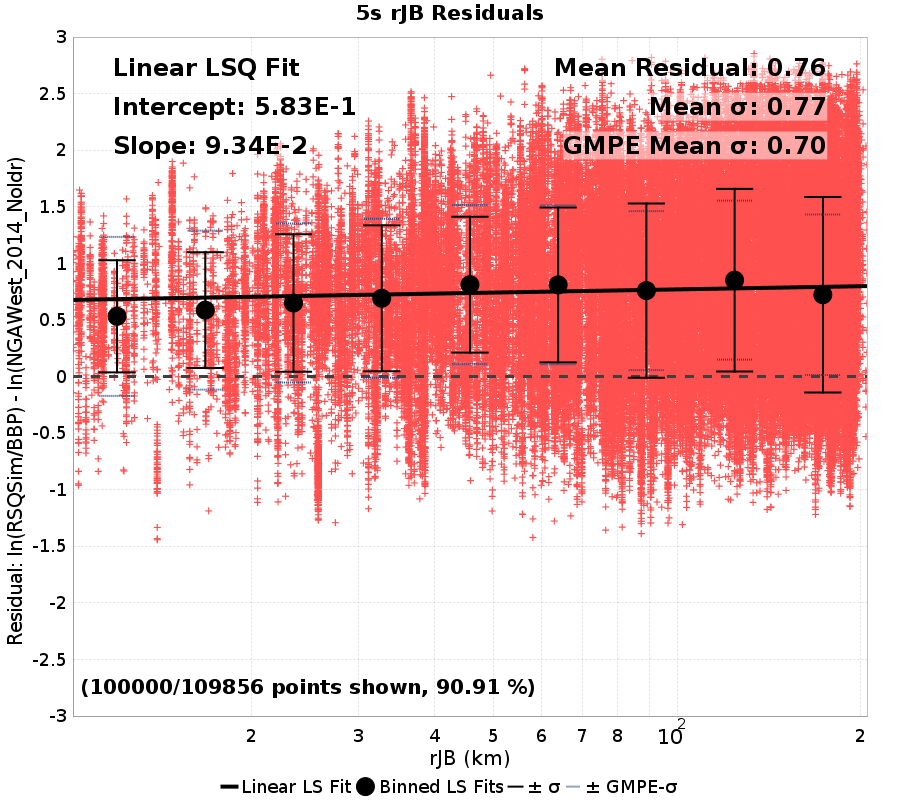 5s rJB Residuals
Linear LSQ Fit
Intercept: 5.83E-1
Slope: 9.34E-2
Mean Residual: 0.76
Mean σ: 0.77
GMPE Mean σ: 0.70
Residual: ln(RSQSim/BBP) - ln(NGAWest_2014_NoIdr)
3
2.5
2
1.5
1
0.5
0
-0.5
-1
-1.5
-2
-2.5
-3
(100000/109856 points shown, 90.91 %)
2 3 4 5 6 7 8 10² 2
rJB (km)
Linear LS Fit Binned LS Fits ± σ ± GMPE-σ